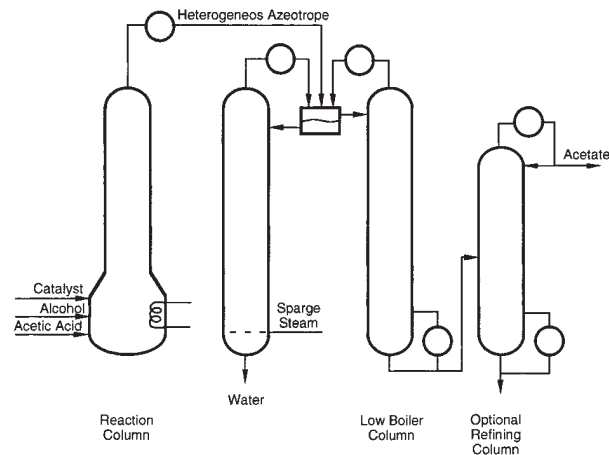 Heterogeneos Azeotrope
Acetate
Catalyst
Alcohol
Acetic Acid
Sparge
Steam
Water
Reaction
Column
Low Boiler
Column
Optional
Refining
Column